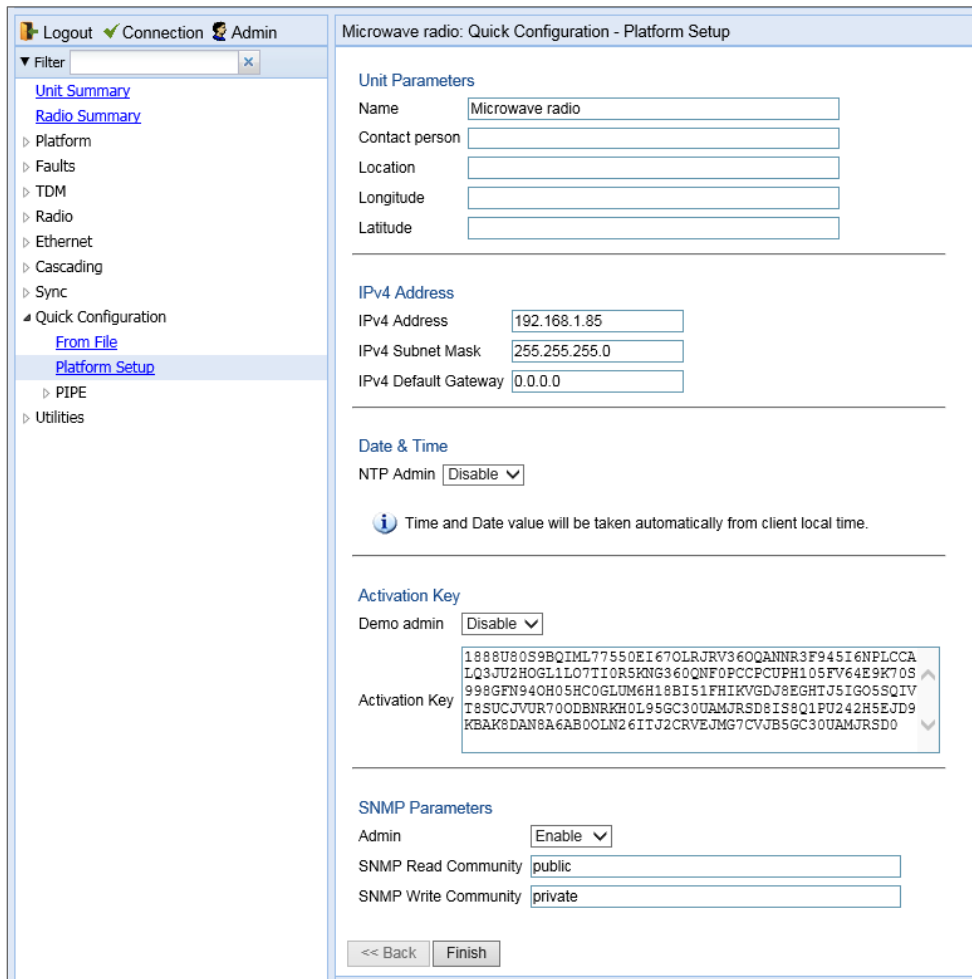 Logout Connection Admin
Filter
Unit Summary
Radio Summary
Platform
Faults
TDM
Radio
Ethernet
Cascading
Sync
Quick Configuration
From File
Platform Setup
PIPE
Utilities
Microwave radio: Quick Configuration - Platform Setup
Unit Parameters
Name Microwave radio
Contact person
Location
Longitude
Latitude
IPv4 Address
IPv4 Address 192.168.1.85
IPv4 Subnet Mask 255.255.255.0
IPv4 Default Gateway 0.0.0.0
Date & Time
NTP Admin Disable
Time and Date value will be taken automatically from client local time.
Activation Key
Demo admin Disable
Activation Key
1888U80S9BQIML77550EI67OLRJRV36OQANNR3F945I6NPLCCA
LQ3JU2HOGL1LO7TI0R5KNG360QNF0PCCPCUPH105FV64E9K70S
998GFN94OH05HC0GLUM6H18BI51FHIKVGDJ8EGHTJ5IGO5SQIV
T8SUCJVUR70ODBNRKH0L95GC30UAMJRSD8IS8Q1PU242H5EJD9
KBAK8DAN8A6AB0OLN26ITJ2CRVEJMG7CVJB5GC30UAMJRSD0
SNMP Parameters
Admin Enable
SNMP Read Community public
SNMP Write Community private
<< Back Finish